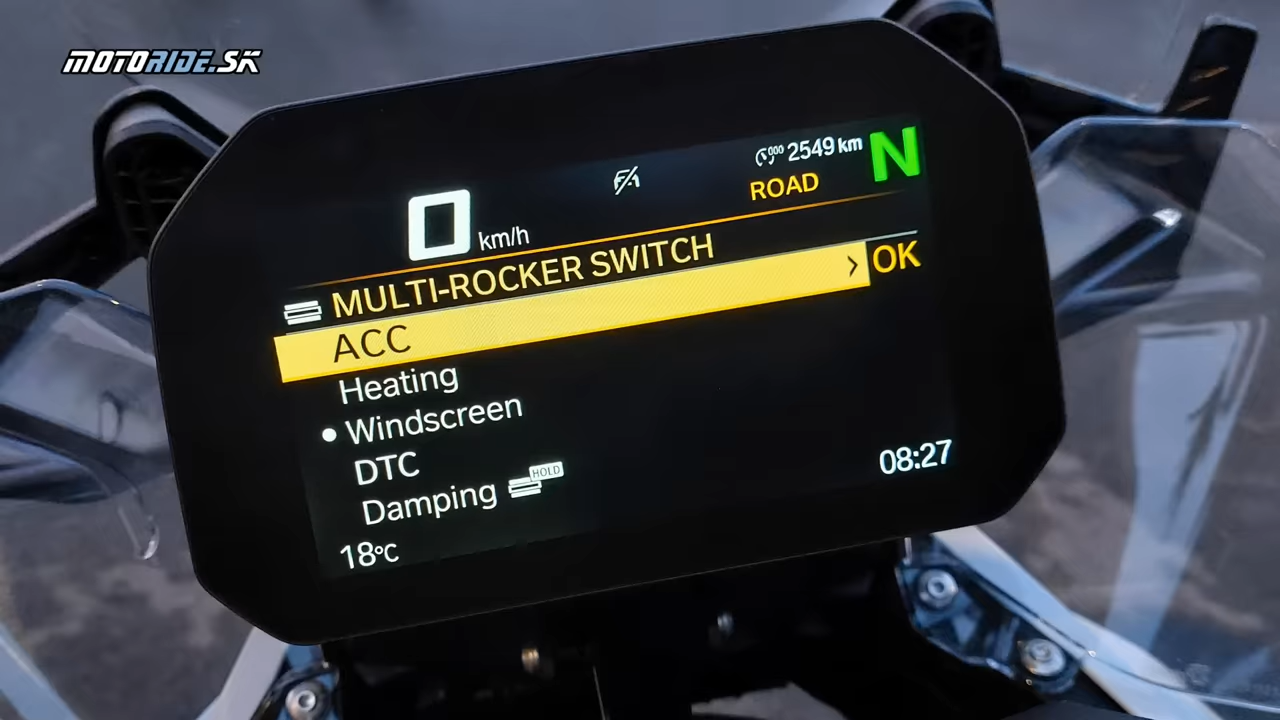 MOTORIDE.SK
000 2549 km N
0 km/h
ROAD
MULTI-ROCKER SWITCH
ACC > OK
Heating
• Windscreen
DTC
Damping HOLD
08:27
18°C